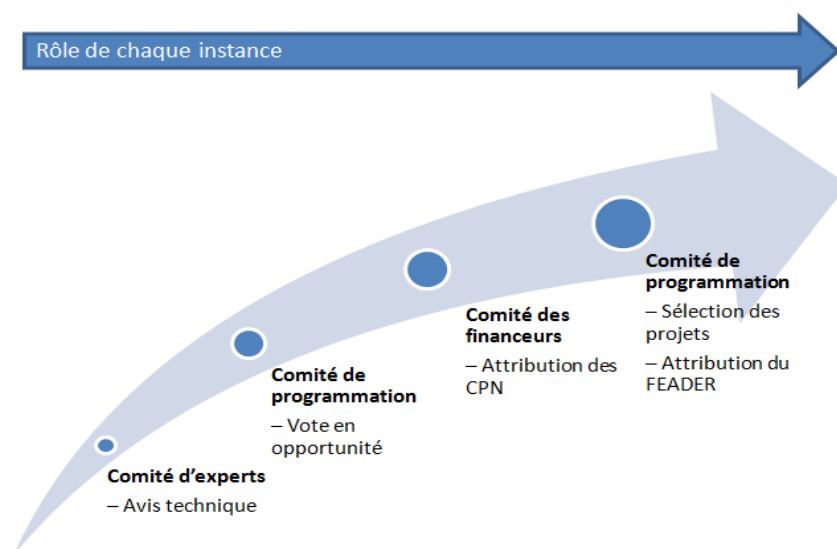 Rôle de chaque instance
Comité d’experts
– Avis technique
Comité de
programmation
– Vote en
opportunité
Comité des
financeurs
– Attribution des
CPN
Comité de
programmation
– Sélection des
projets
– Attribution du
FEADER